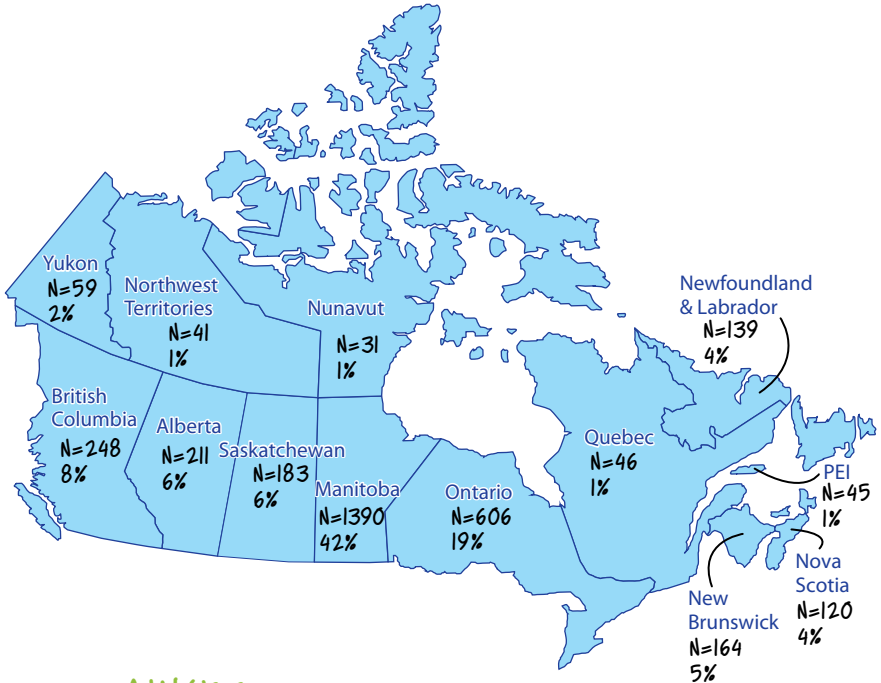 Yukon
N=59
2%
Northwest
Territories
N=41
1%
Nunavut
N=31
1%
Newfoundland
& Labrador
N=139
4%
British
Columbia
N=248
8%
Alberta
N=211
6%
Saskatchewan
N=183
6%
Manitoba
N=1390
42%
Ontario
N=606
19%
Quebec
N=46
1%
PEI
N=45
1%
Nova
Scotia
N=120
4%
New
Brunswick
N=164
5%